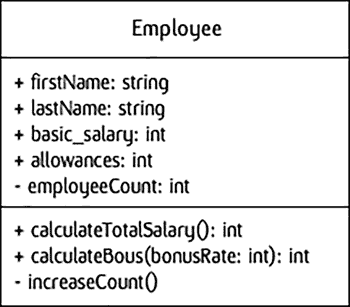 Employee
+ firstName: string
+ lastName: string
+ basic_salary: int
+ allowances: int
- employeeCount: int
+ calculateTotalSalary(): int
+ calculateBous(bonusRate: int): int
- increaseCount()